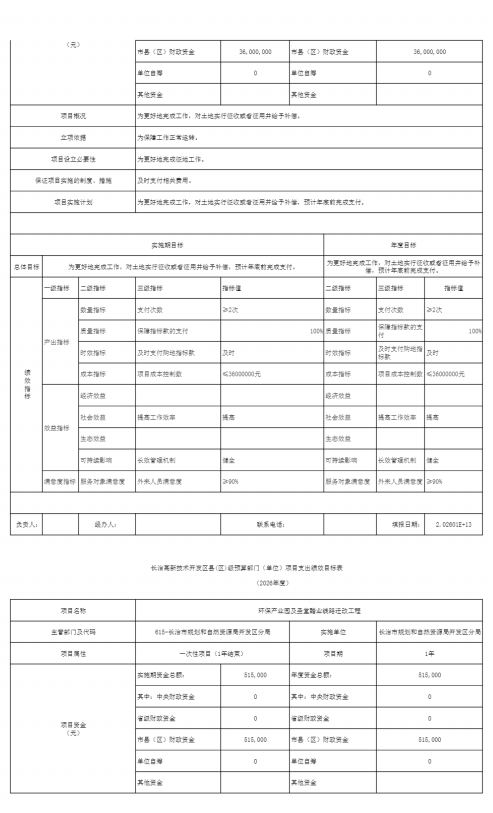 （元）
市县（区）财政资金 36,000,000 市县（区）财政资金 36,000,000
单位自筹 0 单位自筹 0
其他资金 其他资金
项目概况 为更好地完成工作，对土地实行征收或者征用并给予补偿。
立项依据 为保障工作正常运转。
项目设立必要性 为更好地完成征地工作。
保证项目实施的制度、措施 及时支付相关费用。
项目实施计划 为更好地完成工作，对土地实行征收或者征用并给予补偿，预计年底前完成支付。
实施期目标 年度目标
总体目标 为更好地完成工作，对土地实行征收或者征用并给予补偿，预计年底前完成支付。 为更好地完成工作，对土地实行征收或者征用并给予补偿，预计年底前完成支付。
绩效指标
一级指标 二级指标 三级指标 指标值 二级指标 三级指标 指标值
产出指标
数量指标 支付次数 ≥2次 数量指标 支付次数 ≥2次
质量指标 保障指标款的支付 100% 质量指标 保障指标款的支付 100%
时效指标 及时支付购地指标款 及时 时效指标 及时支付购地指标款 及时
成本指标 项目成本控制数 ≤36000000元 成本指标 项目成本控制数 ≤36000000元
效益指标
经济效益 经济效益
社会效益 提高工作效率 提高 社会效益 提高工作效率 提高
生态效益 生态效益
可持续影响 长效管理机制 健全 可持续影响 长效管理机制 健全
满意度指标 服务对象满意度 外来人员满意度 ≥90% 服务对象满意度 外来人员满意度 ≥90%
负责人： 经办人： 联系电话： 填报日期： 2.02601E+13
长治高新技术开发区县(区)级预算部门（单位）项目支出绩效目标表
（2026年度）
项目名称 环保产业园及圣堂醋业线路迁改工程
主管部门及代码 615-长治市规划和自然资源局开发区分局 实施单位 长治市规划和自然资源局开发区分局
项目属性 一次性项目（1年结束） 项目期 1年
项目资金
（元）
实施期资金总额： 515,000 年度资金总额： 515,000
其中：中央财政资金 0 其中：中央财政资金 0
省级财政资金 0 省级财政资金 0
市县（区）财政资金 515,000 市县（区）财政资金 515,000
单位自筹 0 单位自筹 0
其他资金 其他资金